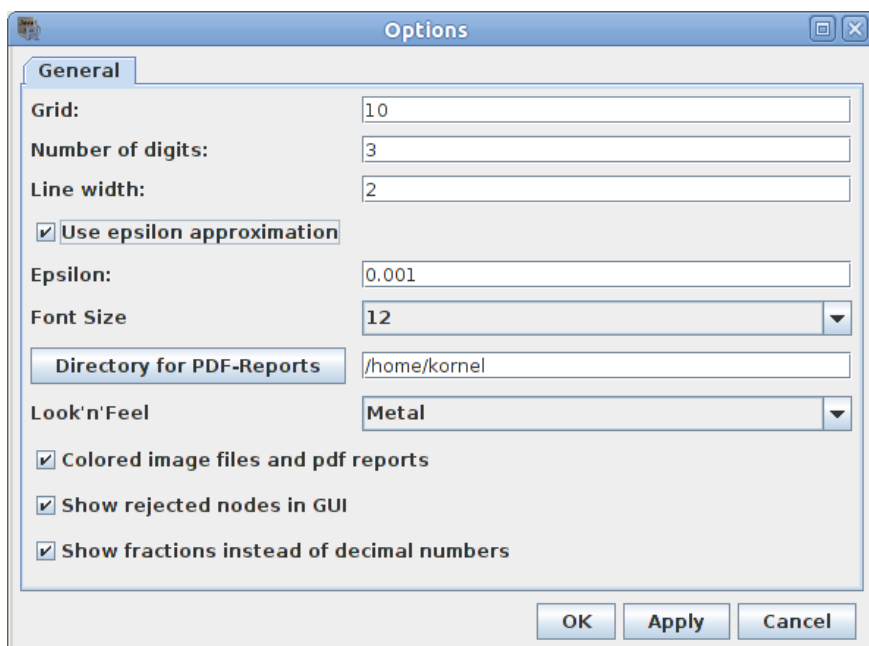 Options
General
Grid: 10
Number of digits: 3
Line width: 2
Use epsilon approximation
Epsilon: 0.001
Font Size 12
Directory for PDF-Reports /home/kornel
Look'n'Feel Metal
Colored image files and pdf reports
Show rejected nodes in GUI
Show fractions instead of decimal numbers
OK Apply Cancel